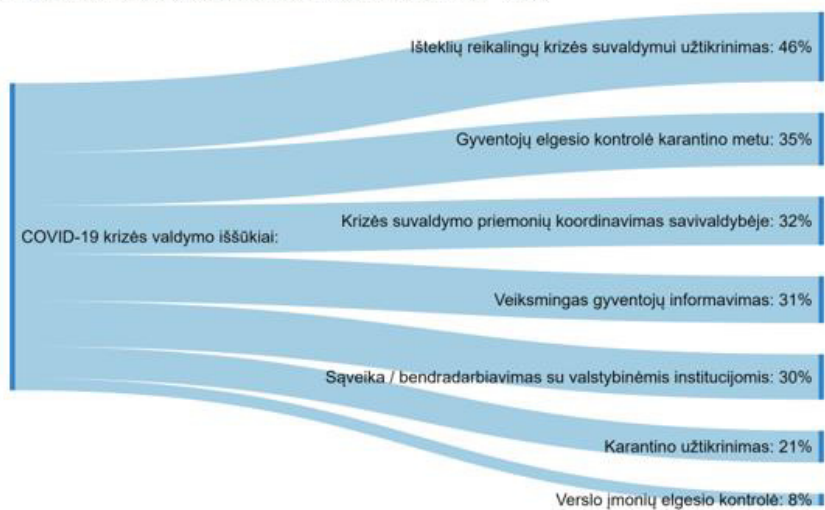 Išteklių reikalingų krizės suvaldymui užtikrinimas: 46%
Gyventojų elgesio kontrolė karantino metu: 35%
Krizės suvaldymo priemonių koordinavimas savivaldybėje: 32%
COVID-19 krizės valdymo iššūkiai:
Veiksmingas gyventojų informavimas: 31%
Sąveika / bendradarbiavimas su valstybinėmis institucijomis: 30%
Karantino užtikrinimas: 21%
Verslo įmonių elgesio kontrolė: 8%